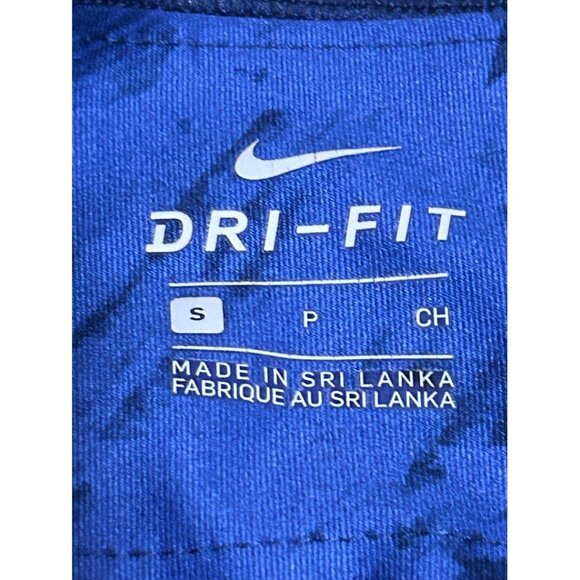 DRI-FIT
S P CH
MADE IN SRI LANKA
FABRIQUE AU SRI LANKA